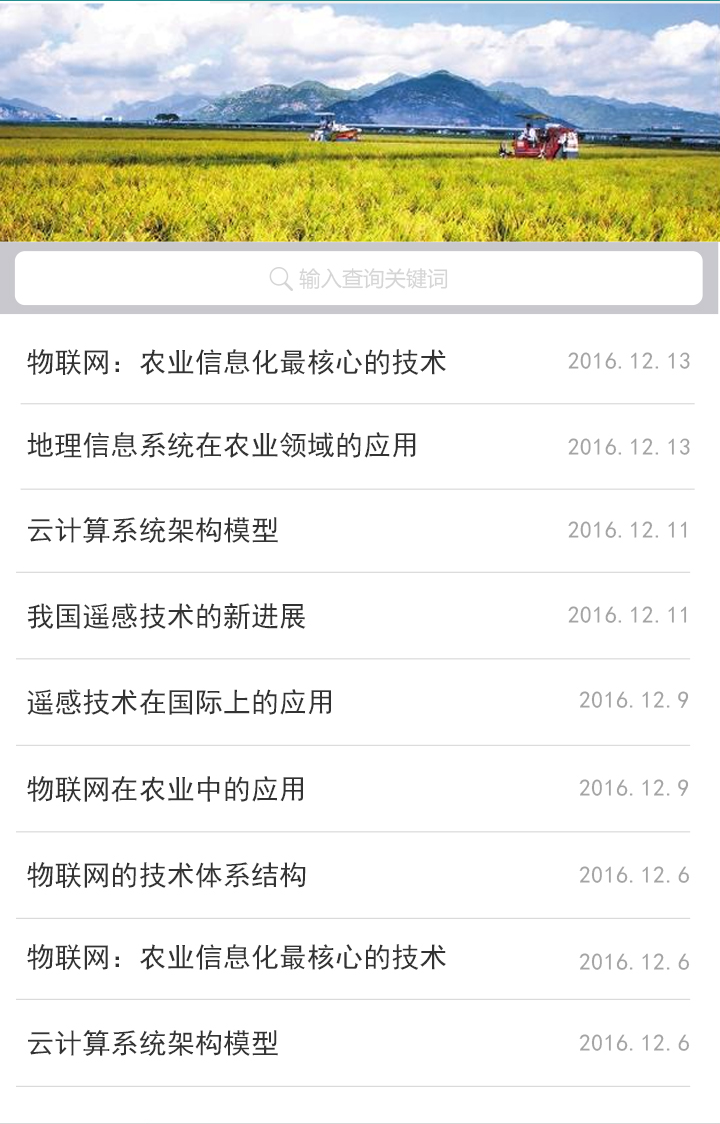 输入查询关键词
物联网：农业信息化最核心的技术 2016.12.13
地理信息系统在农业领域的应用 2016.12.13
云计算系统架构模型 2016.12.11
我国遥感技术的新进展 2016.12.11
遥感技术在国际上的应用 2016.12.9
物联网在农业中的应用 2016.12.9
物联网的技术体系结构 2016.12.6
物联网：农业信息化最核心的技术 2016.12.6
云计算系统架构模型 2016.12.6